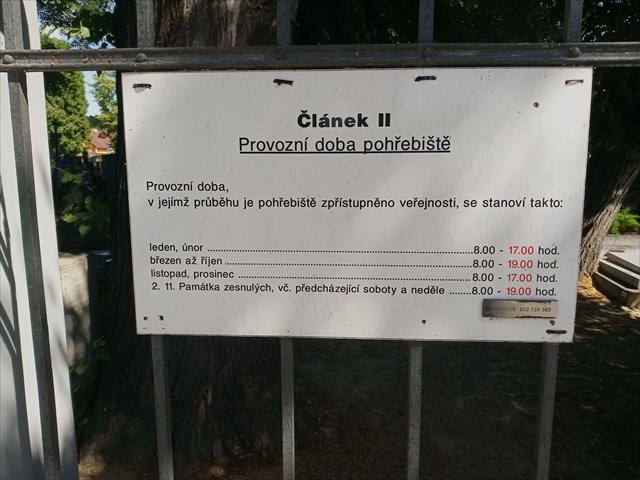 Článek II
Provozní doba pohřebiště
Provozní doba,
v jejímž průběhu je pohřebiště zpřístupněno veřejnosti, se stanoví takto:
leden, únor ........................................................................8.00 - 17.00 hod.
březen až říjen ...................................................................8.00 - 19.00 hod.
listopad, prosinec ...............................................................8.00 - 17.00 hod.
2. 11. Památka zesnulých, vč. předcházející soboty a neděle .......8.00 - 19.00 hod.